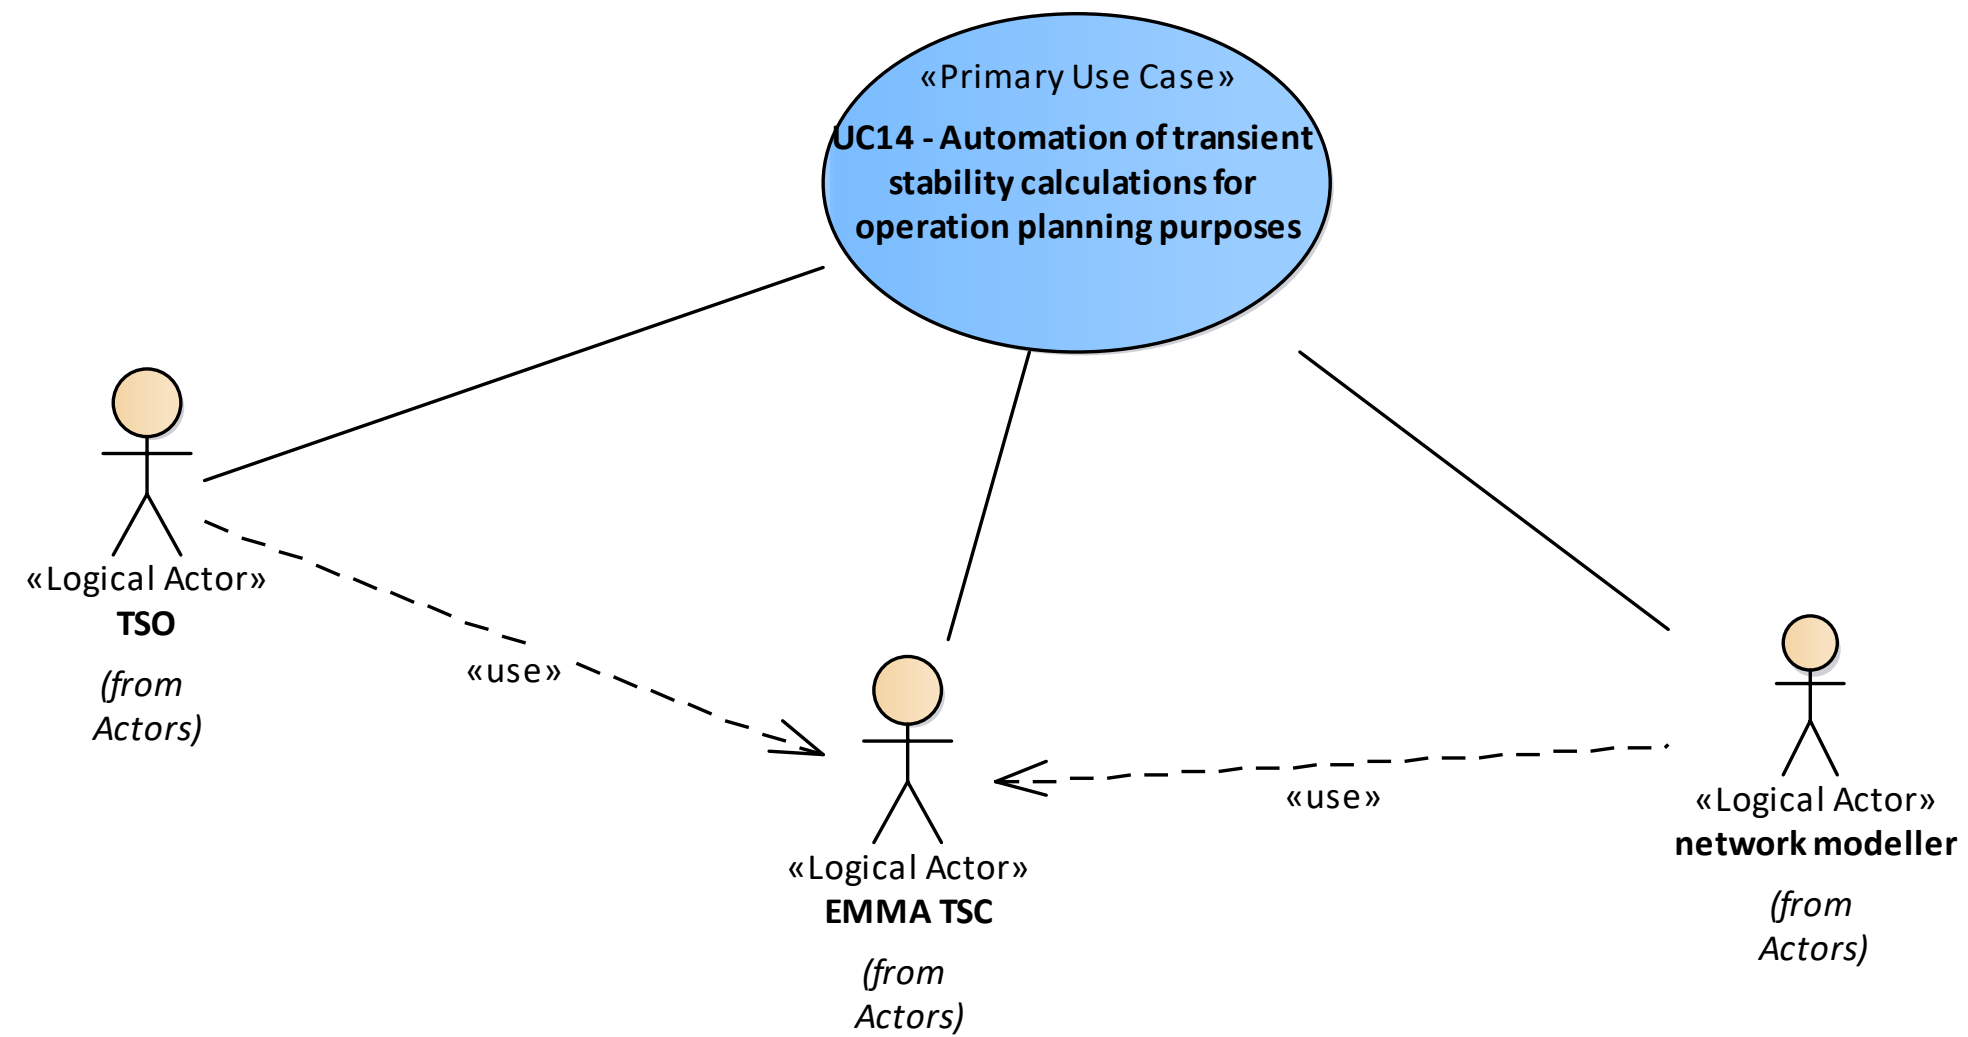 «Primary Use Case»
UC14 - Automation of transient
stability calculations for
operation planning purposes
«Logical Actor»
TSO
(from
Actors)
«use»
«Logical Actor»
EMMA TSC
(from
Actors)
«use»
«Logical Actor»
network modeller
(from
Actors)